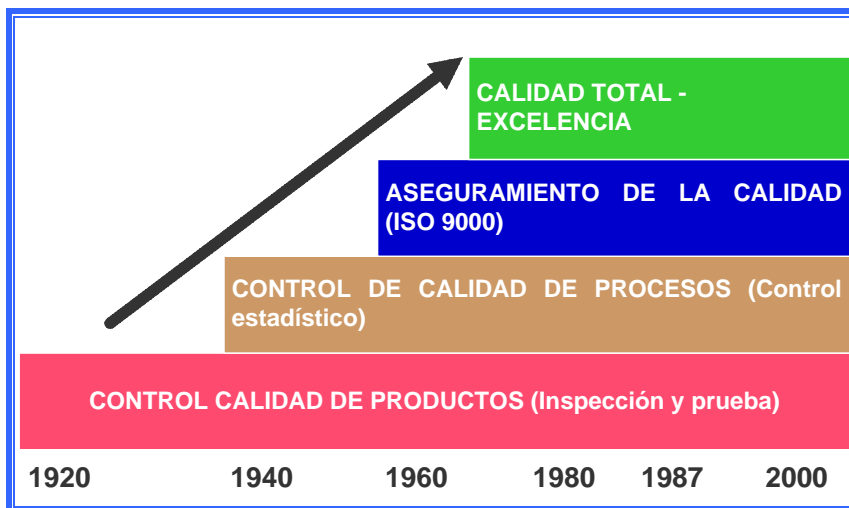 CALIDAD TOTAL -
EXCELENCIA
ASEGURAMIENTO DE LA CALIDAD
(ISO 9000)
CONTROL DE CALIDAD DE PROCESOS (Control
estadístico)
CONTROL CALIDAD DE PRODUCTOS (Inspección y prueba)
1920 1940 1960 1980 1987 2000